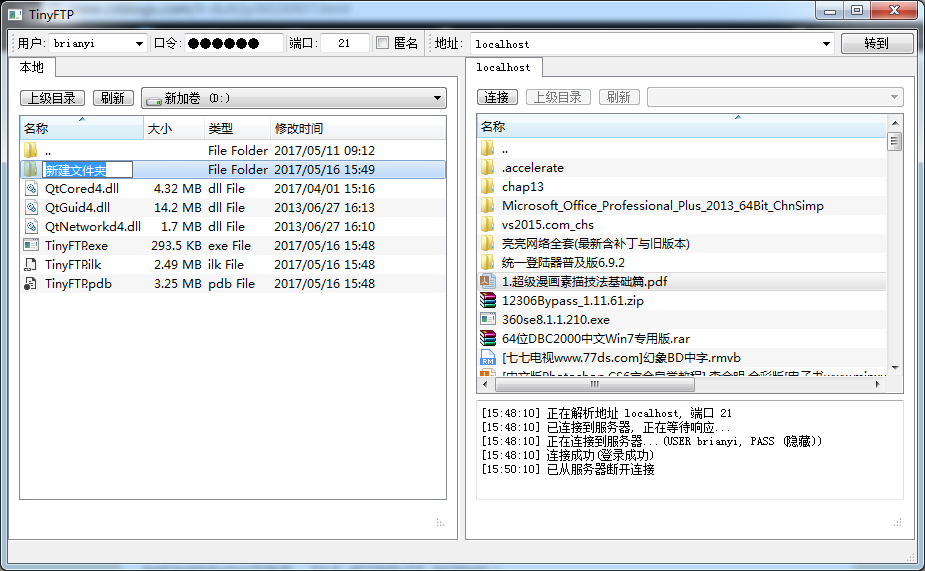 TinyFTP
用户: brianyi 口令: ●●●●●● 端口: 21 匿名 地址: localhost 转到
本地
上级目录 刷新 新加卷 (D:)
名称 大小 类型 修改时间
.. File Folder 2017/05/11 09:12
新建文件夹 File Folder 2017/05/16 15:49
QtCored4.dll 4.32 MB dll File 2017/04/01 15:16
QtGuid4.dll 14.2 MB dll File 2013/06/27 16:13
QtNetworkd4.dll 1.7 MB dll File 2013/06/27 16:10
TinyFTP.exe 293.5 KB exe File 2017/05/16 15:48
TinyFTP.ilk 2.49 MB ilk File 2017/05/16 15:48
TinyFTP.pdb 3.25 MB pdb File 2017/05/16 15:48
localhost
连接 上级目录 刷新
名称
..
.accelerate
chap13
Microsoft_Office_Professional_Plus_2013_64Bit_ChnSimp
vs2015.com_chs
亮亮网络全套(最新含补丁与旧版本)
统一登陆器普及版6.9.2
1.超级漫画素描技法基础篇.pdf
12306Bypass_1.11.61.zip
360se8.1.1.210.exe
64位DBC2000中文Win7专用版.rar
[七七电视www.77ds.com]幻象BD中字.rmvb
[15:48:10] 正在解析地址 localhost, 端口 21
[15:48:10] 已连接到服务器, 正在等待响应...
[15:48:10] 正在连接到服务器...(USER brianyi, PASS (隐藏))
[15:48:10] 连接成功(登录成功)
[15:50:10] 已从服务器断开连接